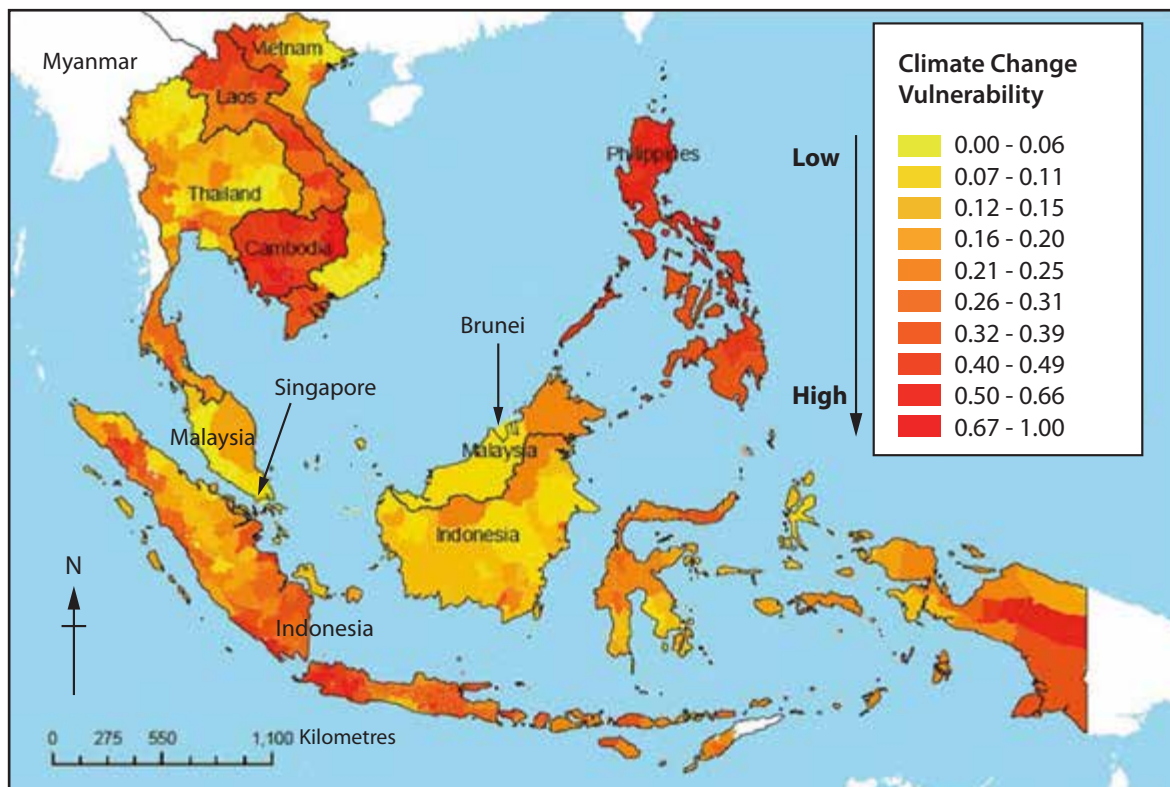 Myanmar
Vietnam
Laos
Thailand
Cambodia
Philippines
Brunei
Singapore
Malaysia
Malaysia
Indonesia
Indonesia
N
0 275 550 1,100 Kilometres
Climate Change
Vulnerability
Low
High
0.00 - 0.06
0.07 - 0.11
0.12 - 0.15
0.16 - 0.20
0.21 - 0.25
0.26 - 0.31
0.32 - 0.39
0.40 - 0.49
0.50 - 0.66
0.67 - 1.00